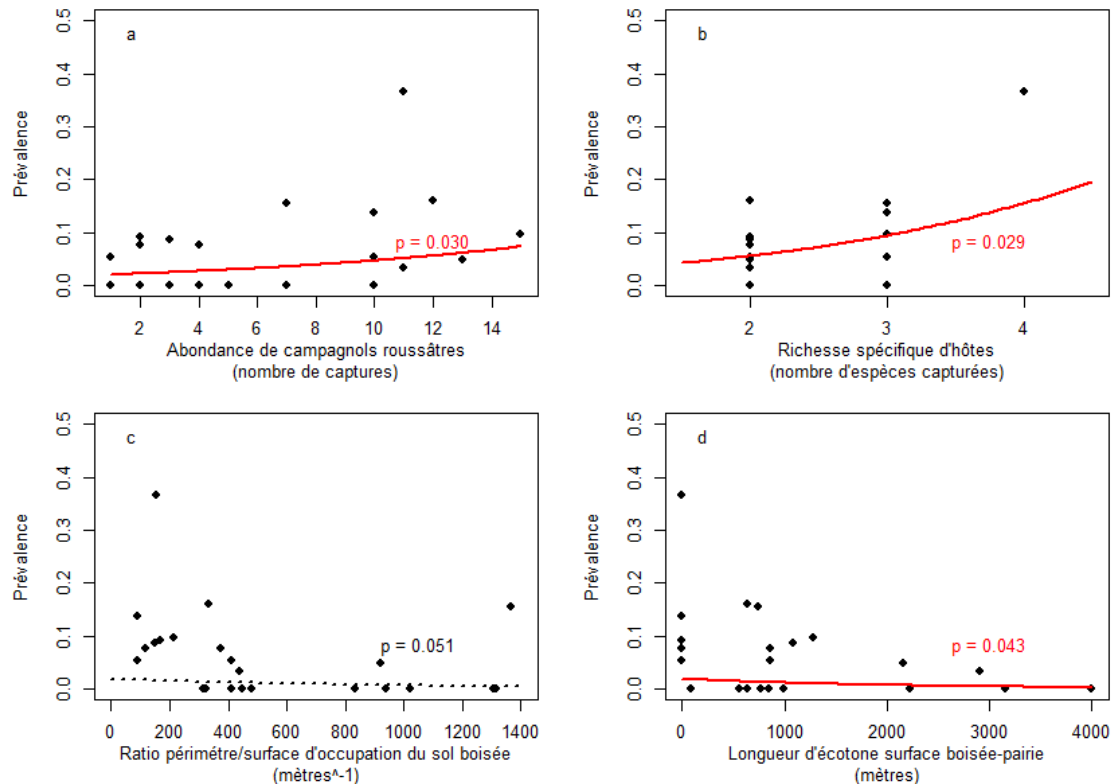 a
Prévalence
0.0 0.1 0.2 0.3 0.4 0.5
p = 0.030
2 4 6 8 10 12 14
Abondance de campagnols roussâtres
(nombre de captures)
b
Prévalence
0.0 0.1 0.2 0.3 0.4 0.5
p = 0.029
2 3 4
Richesse spécifique d'hôtes
(nombre d'espèces capturées)
c
Prévalence
0.0 0.1 0.2 0.3 0.4 0.5
p = 0.051
0 200 400 600 800 1000 1200 1400
Ratio périmétre/surface d'occupation du sol boisée
(mètres^-1)
d
Prévalence
0.0 0.1 0.2 0.3 0.4 0.5
p = 0.043
0 1000 2000 3000 4000
Longueur d'écotone surface boisée-pairie
(mètres)